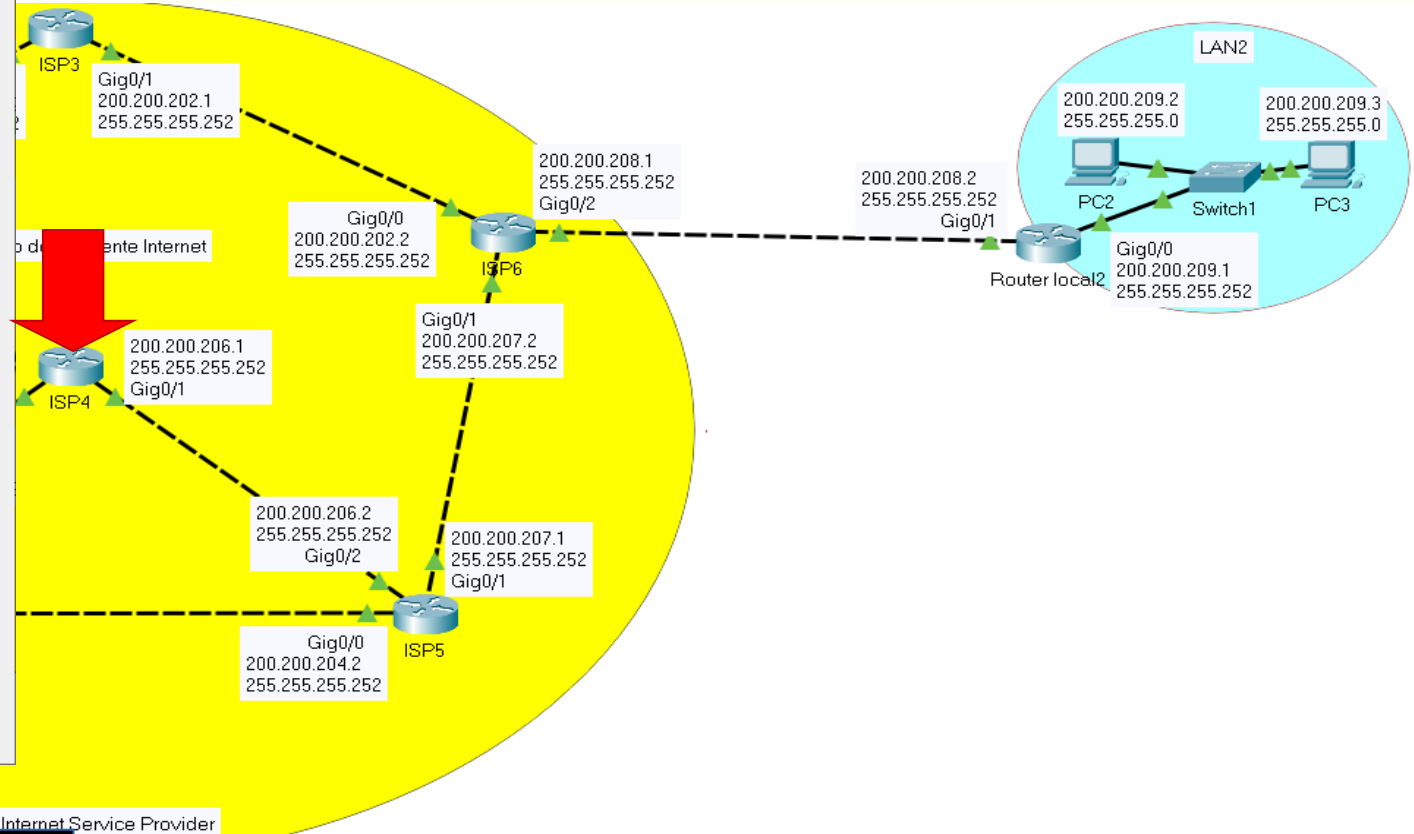 ISP3
Gig0/1
200.200.202.1
255.255.255.252
2
LAN2
200.200.209.2
255.255.255.0
200.200.209.3
255.255.255.0
PC2
Switch1
PC3
200.200.208.1
255.255.255.252
Gig0/2
200.200.208.2
255.255.255.252
Gig0/1
Gig0/0
200.200.202.2
255.255.255.252
ISP6
Router local2
Gig0/0
200.200.209.1
255.255.255.252
ente Internet
Gig0/1
200.200.207.2
255.255.255.252
200.200.206.1
255.255.255.252
Gig0/1
ISP4
200.200.206.2
255.255.255.252
Gig0/2
200.200.207.1
255.255.255.252
Gig0/1
Gig0/0
200.200.204.2
255.255.255.252
ISP5
Internet Service Provider